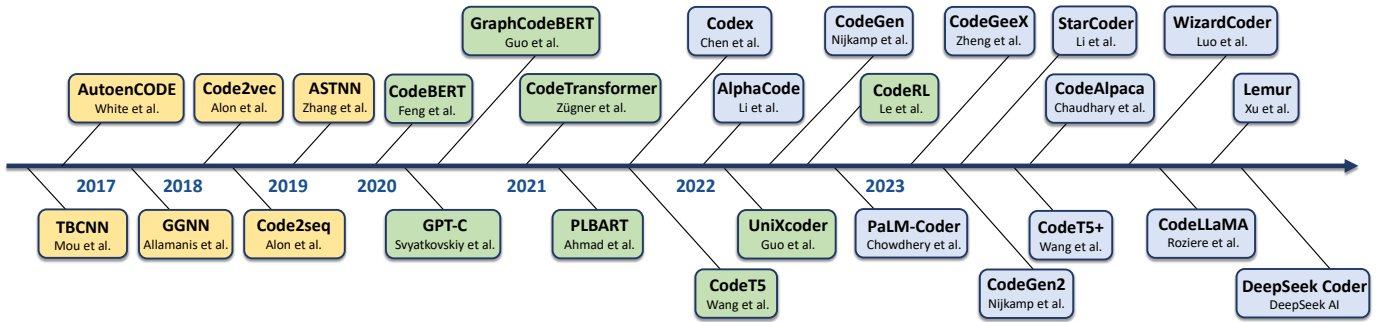 GraphCodeBERT
Guo et al.
Codex
Chen et al.
CodeGen
Nijkamp et al.
CodeGeeX
Zheng et al.
StarCoder
Li et al.
WizardCoder
Luo et al.
AutoenCODE
White et al.
Code2vec
Alon et al.
ASTNN
Zhang et al.
CodeBERT
Feng et al.
CodeTransformer
Zügner et al.
AlphaCode
Li et al.
CodeRL
Le et al.
CodeAlpaca
Chaudhary et al.
Lemur
Xu et al.
2017 2018 2019 2020 2021 2022 2023
TBCNN
Mou et al.
GGNN
Allamanis et al.
Code2seq
Alon et al.
GPT-C
Svyatkovskiy et al.
PLBART
Ahmad et al.
UniXcoder
Guo et al.
PaLM-Coder
Chowdhery et al.
CodeT5+
Wang et al.
CodeLLaMA
Roziere et al.
CodeT5
Wang et al.
CodeGen2
Nijkamp et al.
DeepSeek Coder
DeepSeek AI